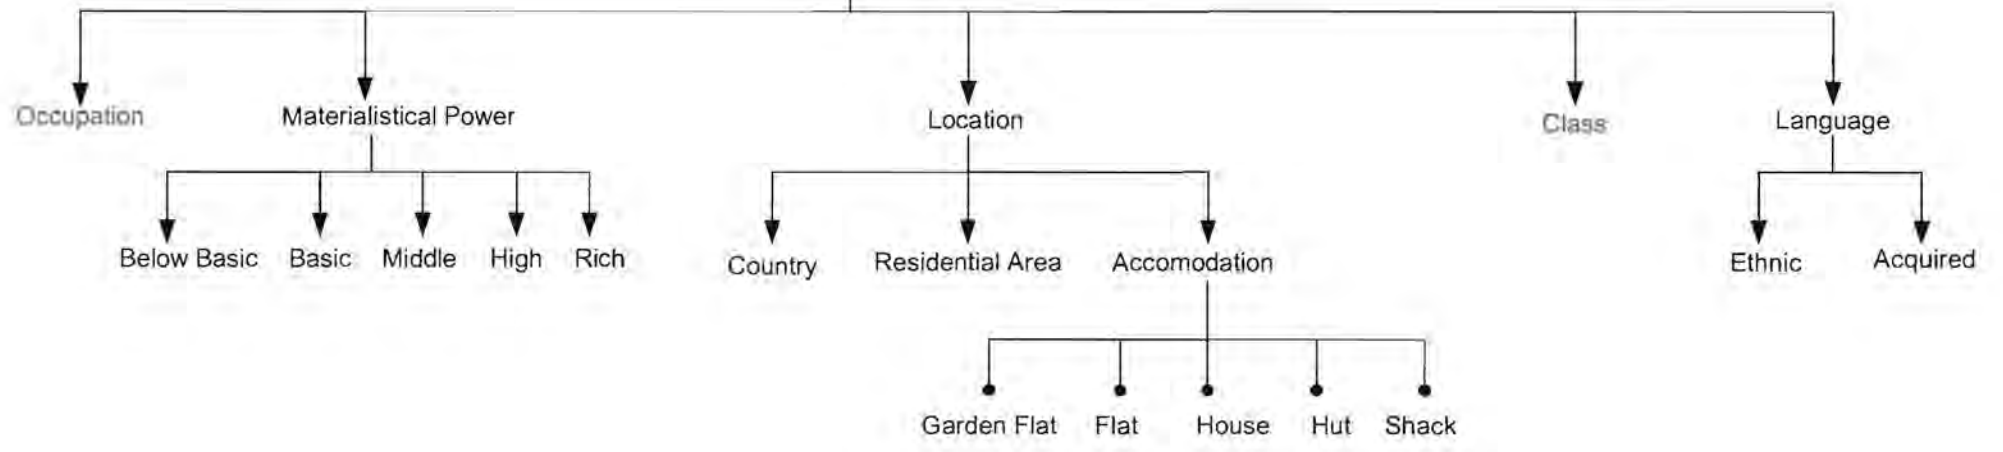 Occupation
Materialistical Power
Location
Class
Language
Below Basic
Basic
Middle
High
Rich
Country
Residential Area
Accomodation
Ethnic
Acquired
Garden Flat
Flat
House
Hut
Shack